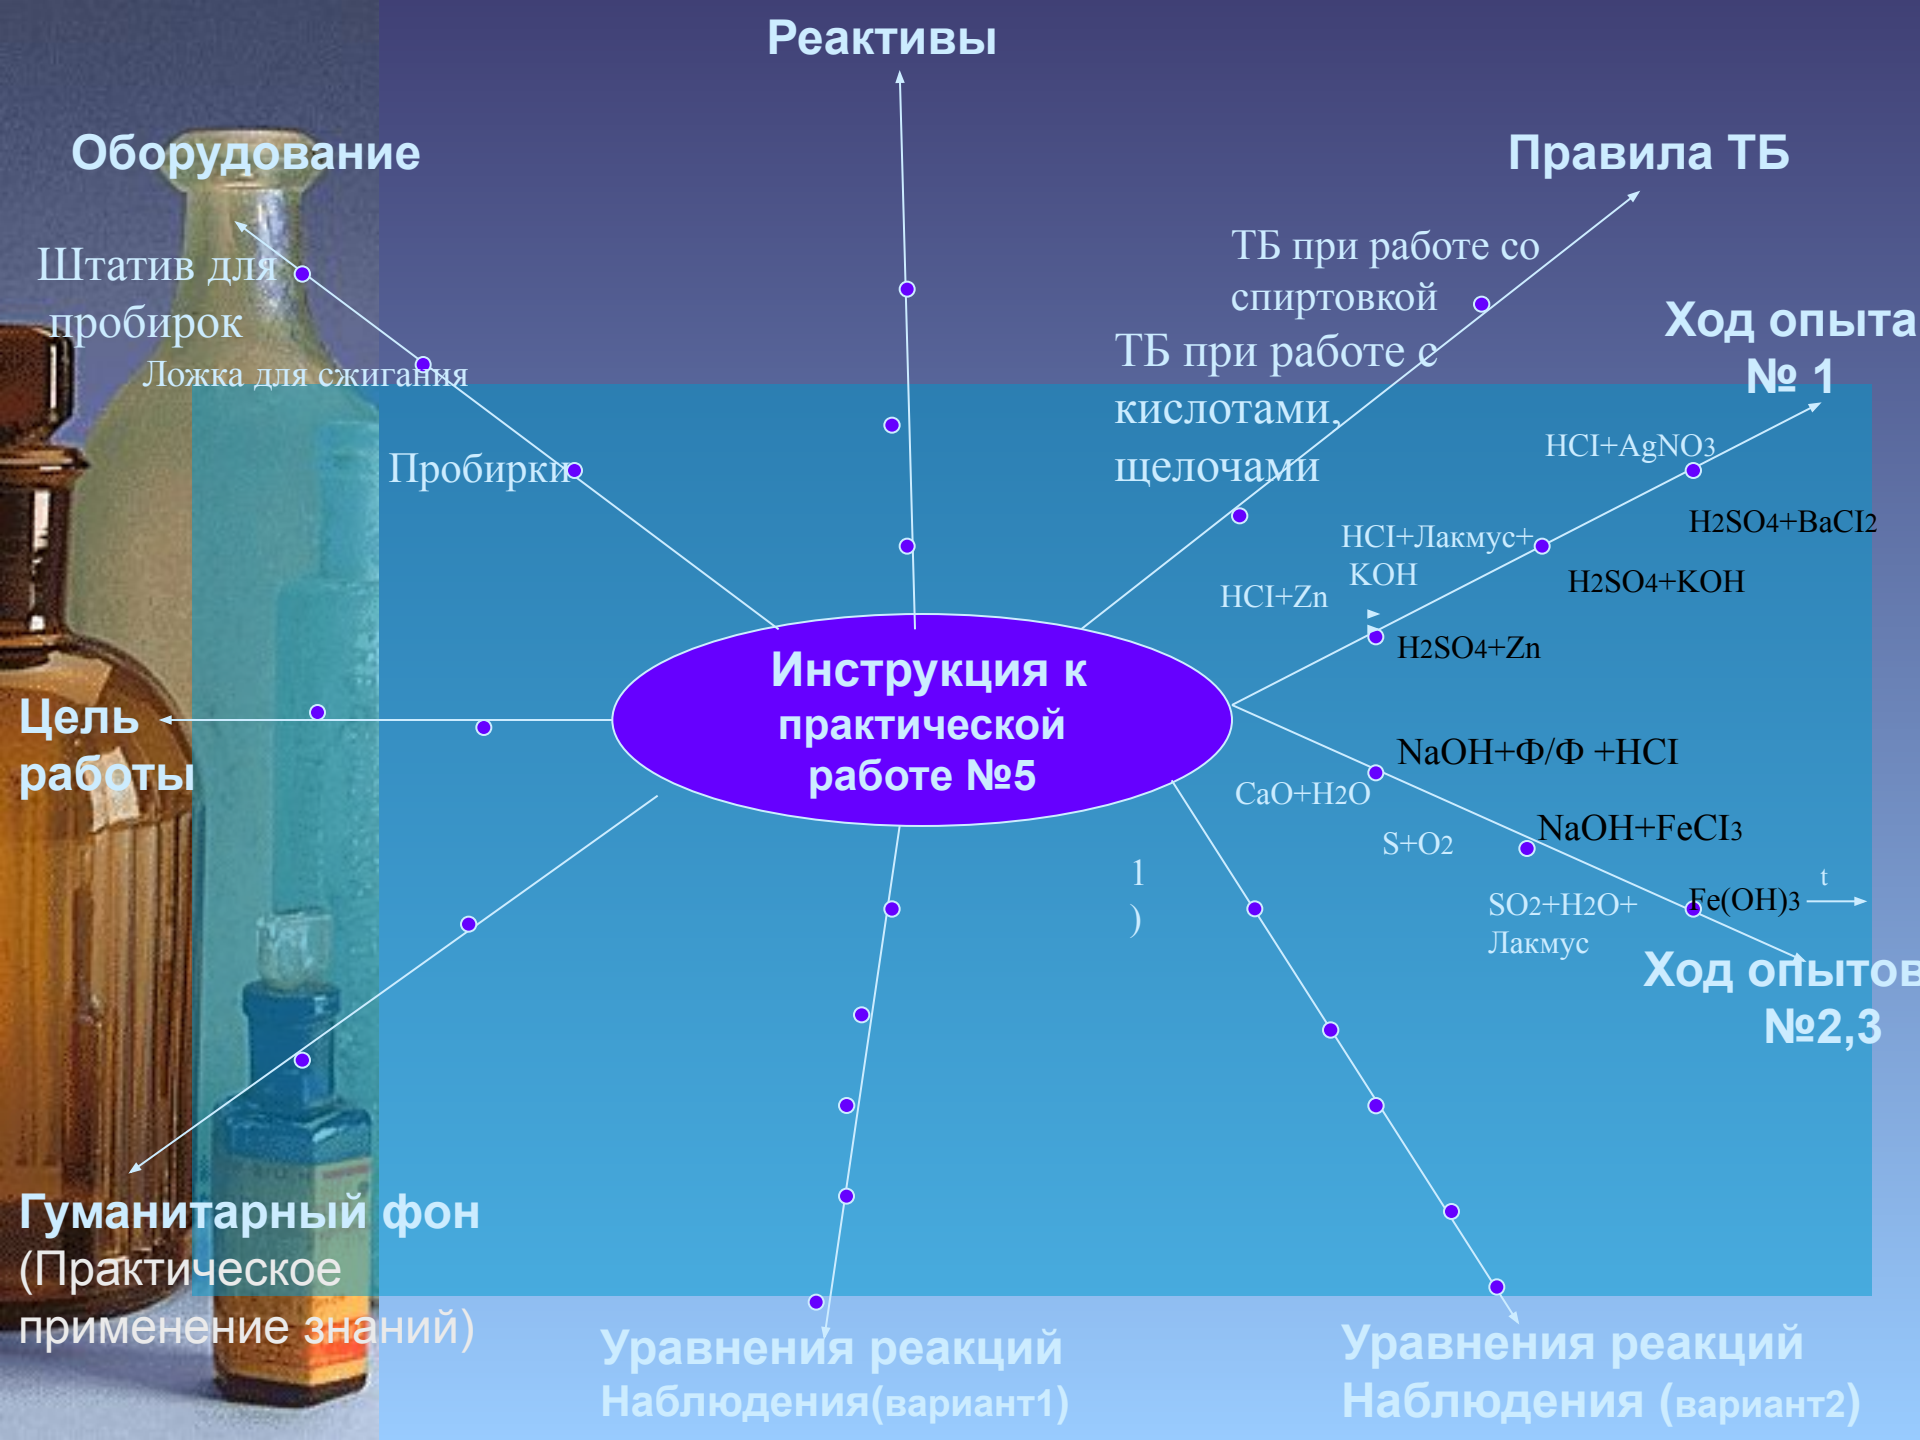 Реактивы
Оборудование
Правила ТБ
Штатив для
пробирок
Ложка для сжигания
Пробирки
ТБ при работе со
спиртовкой
ТБ при работе с
кислотами,
щелочами
Ход опыта
№ 1
HCI+AgNO3
H2SO4+BaCI2
HCI+Лакмус+
KOH
H2SO4+KOH
HCI+Zn
H2SO4+Zn
Инструкция к
практической
работе №5
Цель
работы
NaOH+Ф/Ф +HCI
CaO+H2O
NaOH+FeCI3
S+O2
1
)
t
Fe(OH)3
SO2+H2O+
Лакмус
Ход опытов
№2,3
Гуманитарный фон
(Практическое
применение знаний)
Уравнения реакций
Наблюдения(вариант1)
Уравнения реакций
Наблюдения (вариант2)